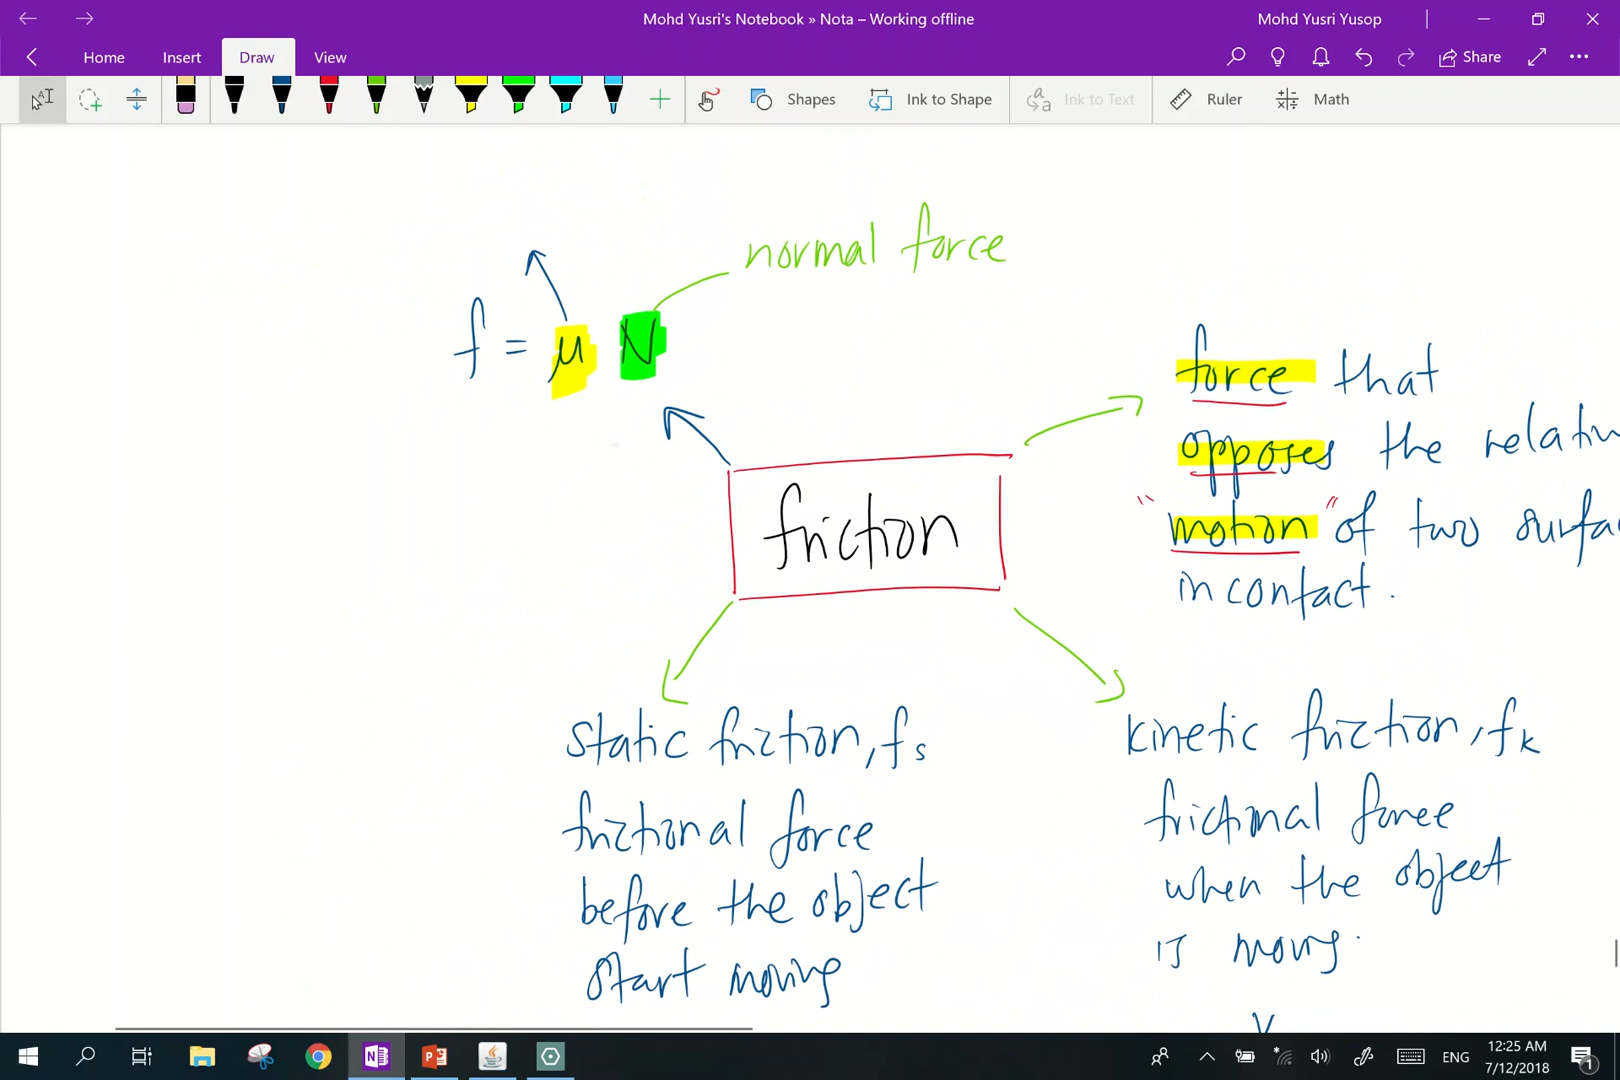 Mohd Yusri's Notebook » Nota – Working offline
Mohd Yusri Yusop
Home Insert Draw View
Share
Shapes
Ink to Shape
Ink to Text
Ruler
Math
normal force
f = μ N
force that
opposes the relativ
"motion" of two surfa
in contact.
friction
static friction, fs
frictional force
before the object
start moving
kinetic friction, fk
frictional force
when the object
is moving.
ENG
12:25 AM
7/12/2018
1